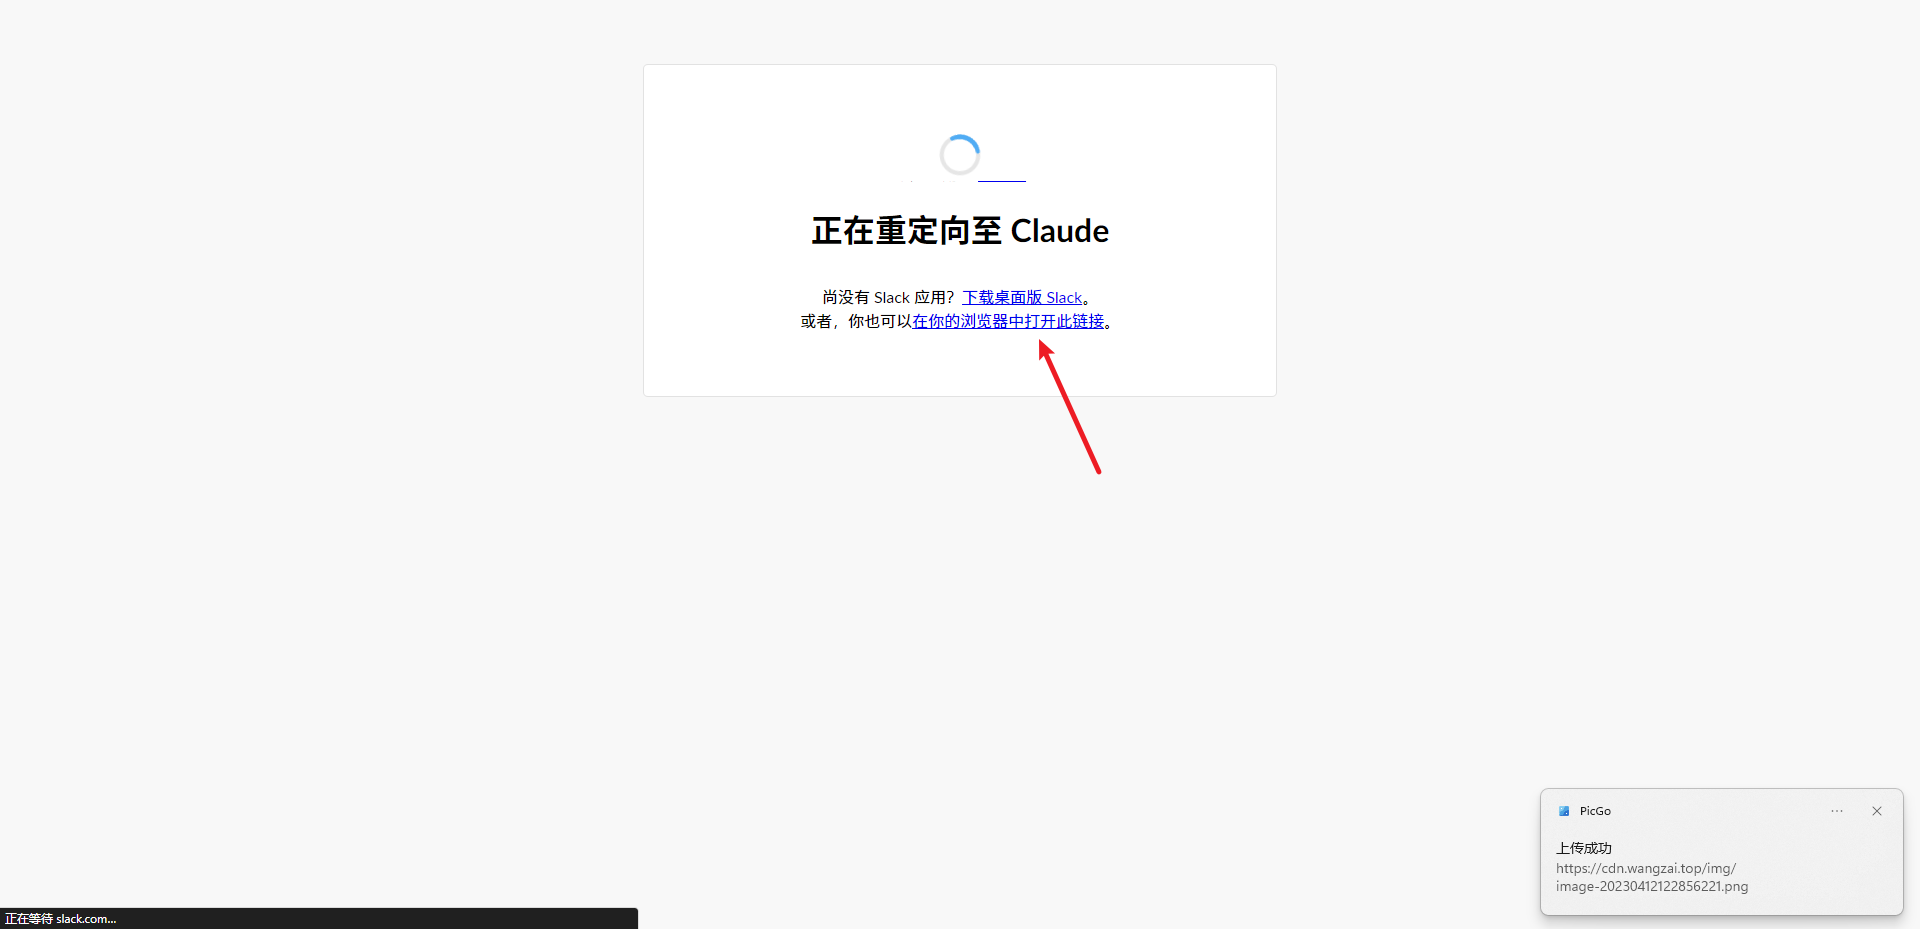 正在重定向至 Claude
尚没有 Slack 应用？下载桌面版 Slack。
或者，你也可以在你的浏览器中打开此链接。
PicGo
上传成功
https://cdn.wangzai.top/img/
image-20230412122856221.png
正在等待 slack.com...